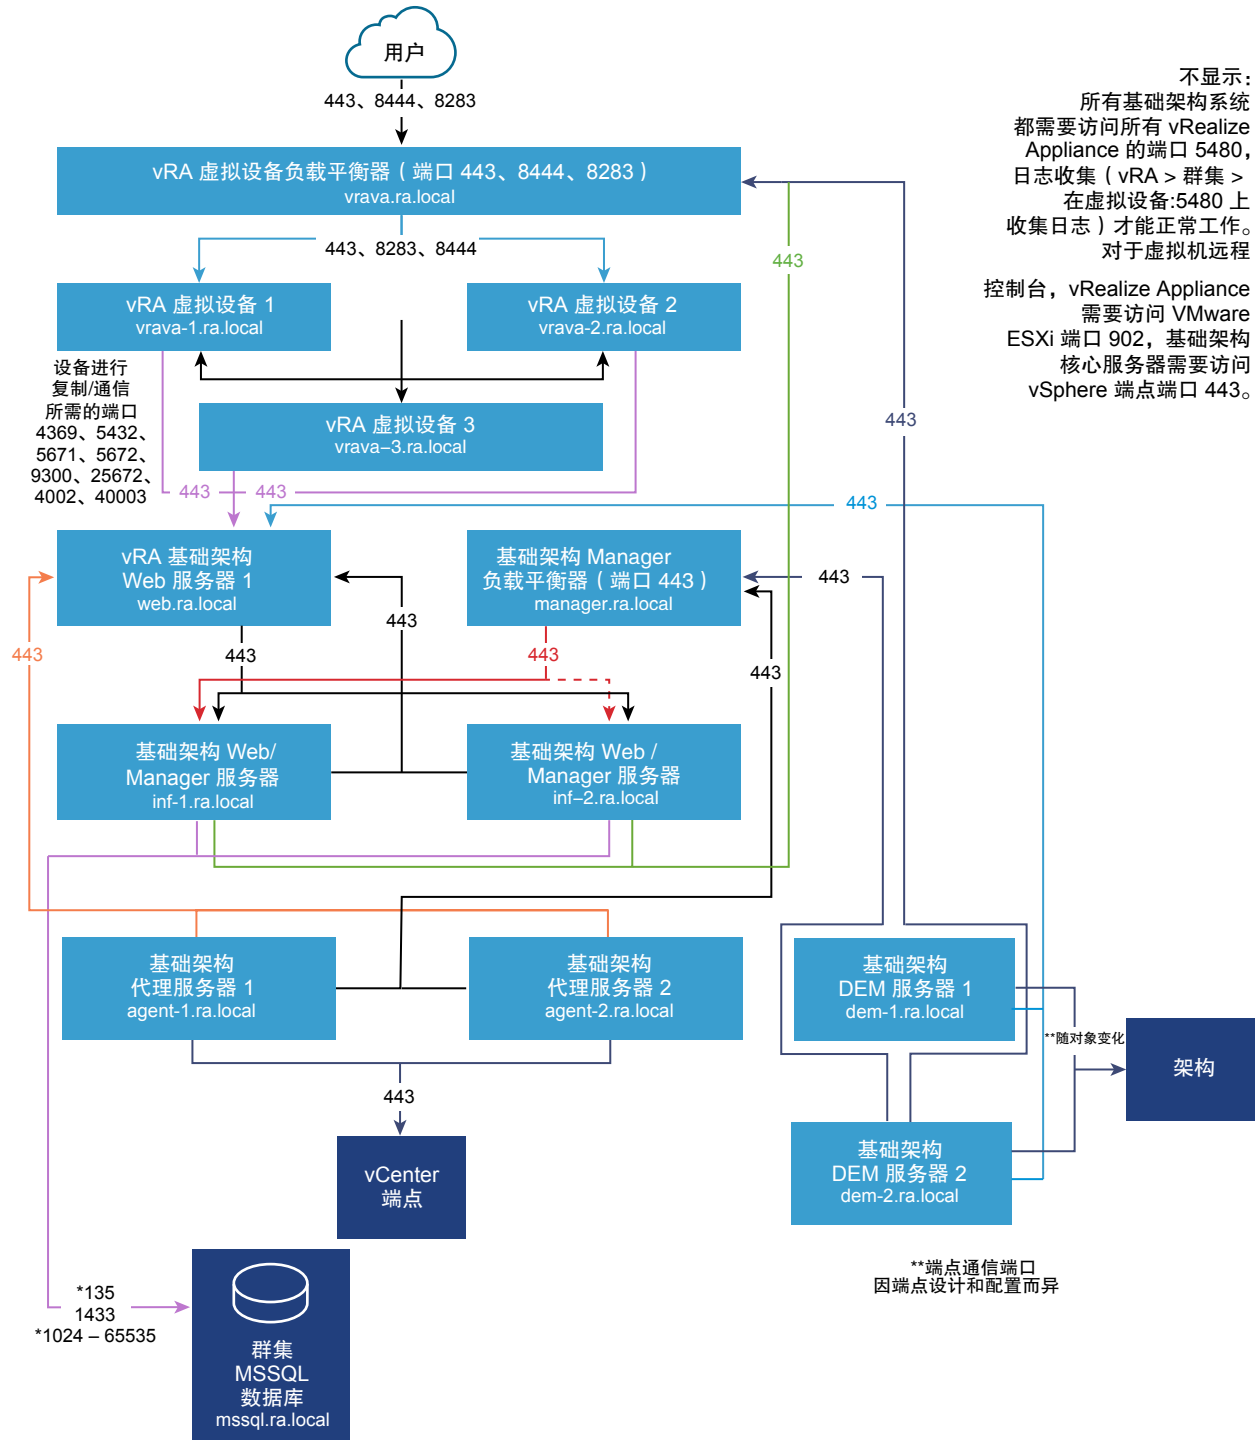 用户
443、8444、8283
不显示：
所有基础架构系统
都需要访问所有 vRealize
Appliance 的端口 5480，
日志收集（vRA > 群集 >
在虚拟设备:5480 上
收集日志）才能正常工作。
对于虚拟机远程
控制台，vRealize Appliance
需要访问 VMware
ESXi 端口 902，基础架构
核心服务器需要访问
vSphere 端点端口 443。
vRA 虚拟设备负载平衡器（端口 443、8444、8283）
vrava.ra.local
443、8283、8444
443
vRA 虚拟设备 1
vrava-1.ra.local
vRA 虚拟设备 2
vrava-2.ra.local
设备进行
复制/通信
所需的端口
4369、5432、
5671、5672、
9300、25672、
4002、40003
vRA 虚拟设备 3
vrava–3.ra.local
443
443
443
443
vRA 基础架构
Web 服务器 1
web.ra.local
基础架构 Manager
负载平衡器（端口 443）
manager.ra.local
443
443
443
443
443
443
基础架构 Web/
Manager 服务器
inf-1.ra.local
基础架构 Web /
Manager 服务器
inf–2.ra.local
基础架构
代理服务器 1
agent-1.ra.local
基础架构
代理服务器 2
agent-2.ra.local
基础架构
DEM 服务器 1
dem-1.ra.local
**随对象变化
架构
443
vCenter
端点
基础架构
DEM 服务器 2
dem-2.ra.local
**端点通信端口
因端点设计和配置而异
*135
1433
*1024 – 65535
群集
MSSQL
数据库
mssql.ra.local